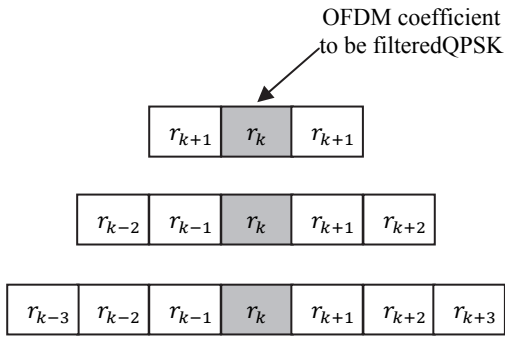 OFDM coefficient
to be filteredQPSK
r_{k+1} r_k r_{k+1}
r_{k-2} r_{k-1} r_k r_{k+1} r_{k+2}
r_{k-3} r_{k-2} r_{k-1} r_k r_{k+1} r_{k+2} r_{k+3}